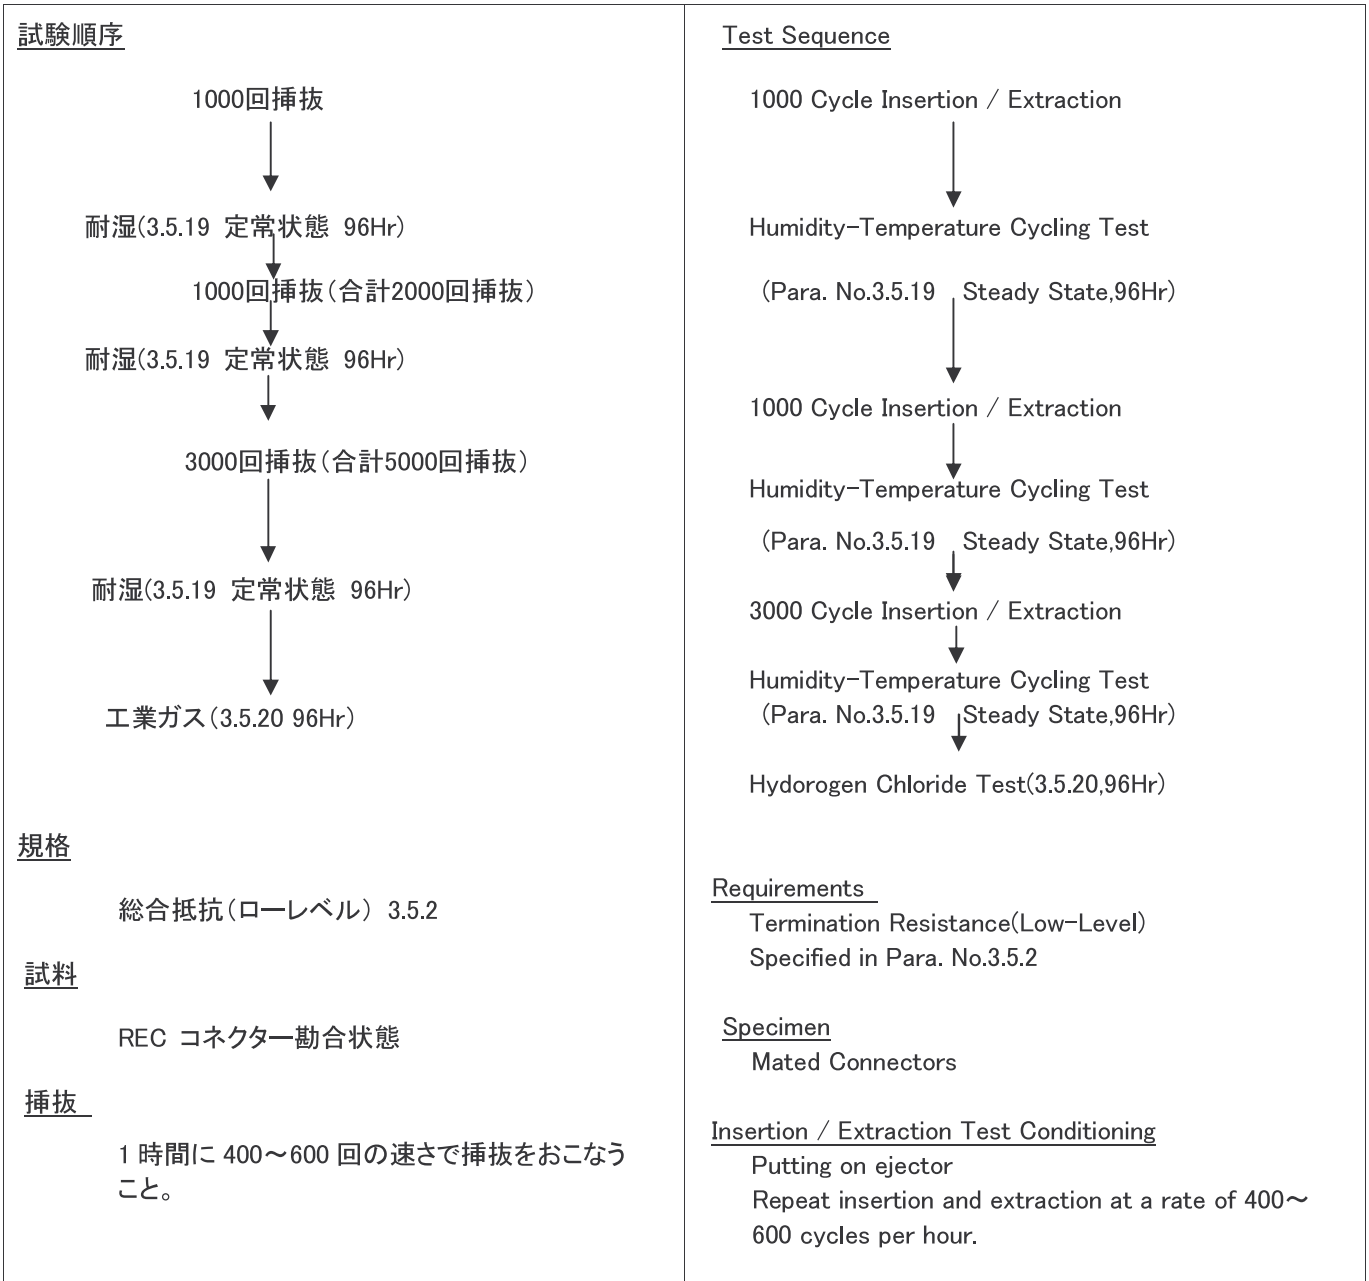 試験順序
1000回挿抜
耐湿(3.5.19 定常状態 96Hr)
1000回挿抜(合計2000回挿抜)
耐湿(3.5.19 定常状態 96Hr)
3000回挿抜(合計5000回挿抜)
耐湿(3.5.19 定常状態 96Hr)
工業ガス(3.5.20 96Hr)
規格
総合抵抗(ローレベル) 3.5.2
試料
REC コネクター勘合状態
挿抜
1 時間に 400～600 回の速さで挿抜をおこなう
こと。
Test Sequence
1000 Cycle Insertion / Extraction
Humidity-Temperature Cycling Test
(Para. No.3.5.19 Steady State,96Hr)
1000 Cycle Insertion / Extraction
Humidity-Temperature Cycling Test
(Para. No.3.5.19 Steady State,96Hr)
3000 Cycle Insertion / Extraction
Humidity-Temperature Cycling Test
(Para. No.3.5.19 Steady State,96Hr)
Hydorogen Chloride Test(3.5.20,96Hr)
Requirements
Termination Resistance(Low-Level)
Specified in Para. No.3.5.2
Specimen
Mated Connectors
Insertion / Extraction Test Conditioning
Putting on ejector
Repeat insertion and extraction at a rate of 400～
600 cycles per hour.